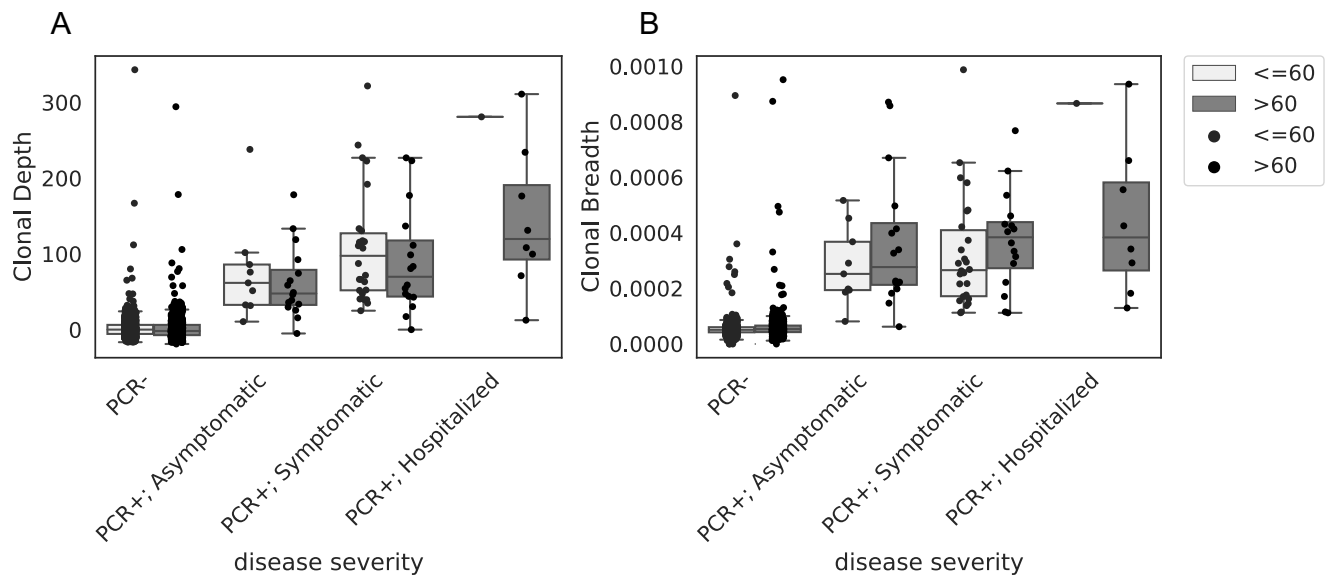 A
B
Clonal Depth
300
200
100
0
PCR-
PCR+; Asymptomatic
PCR+; Symptomatic
PCR+; Hospitalized
disease severity
Clonal Breadth
0.0010
0.0008
0.0006
0.0004
0.0002
0.0000
PCR-
PCR+; Asymptomatic
PCR+; Symptomatic
PCR+; Hospitalized
disease severity
<=60
>60
<=60
>60